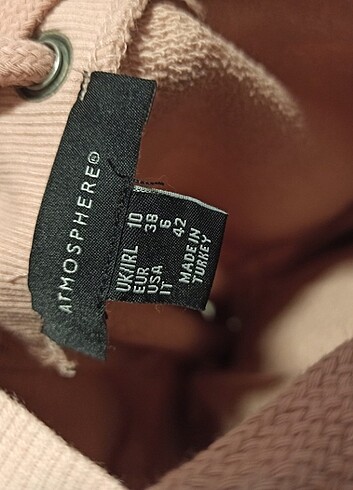 ATMOSPHERE®
UK/IRL 10
EUR 38
USA 6
IT 42
MADE IN
TURKEY